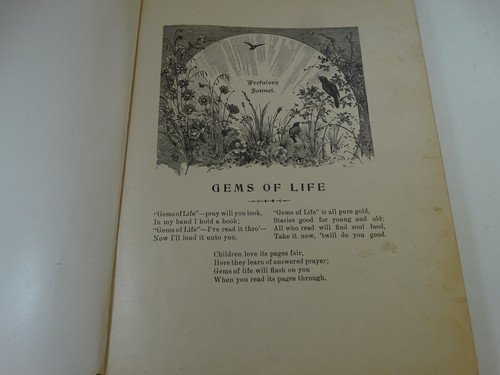 Prefatory
Sonnet.
GEMS OF LIFE
"Gems of Life"—pray will you look,
In my hand I hold a book;
"Gems of Life"—I've read it thro'—
Now I'll lend it unto you.
"Gems of Life" is all pure gold,
Stories good for young and old;
All who read will find soul food,
Take it now, 'twill do you good.
Children love its pages fair,
Here they learn of answered prayer;
Gems of life will flash on you
When you read its pages through.